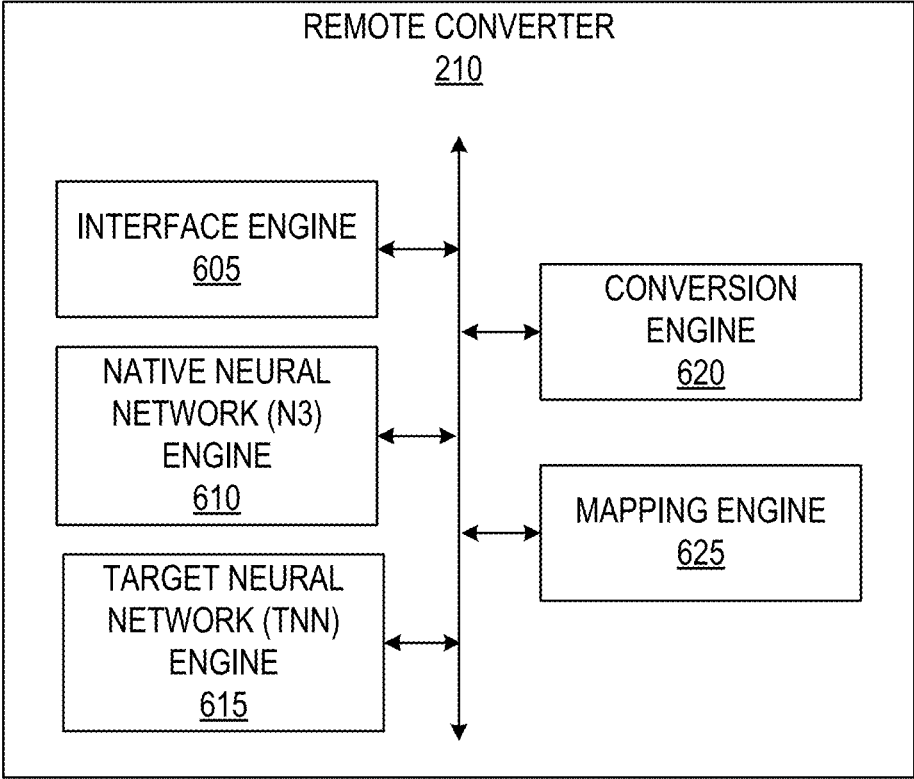 REMOTE CONVERTER
210
INTERFACE ENGINE
605
NATIVE NEURAL
NETWORK (N3)
ENGINE
610
TARGET NEURAL
NETWORK (TNN)
ENGINE
615
CONVERSION
ENGINE
620
MAPPING ENGINE
625